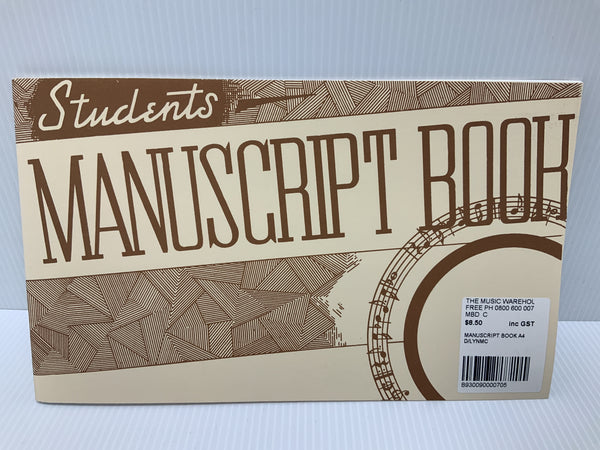 Students
MANUSCRIPT BOOK
THE MUSIC WAREHOU
FREE PH 0800 600 007
MBD C
$8.50 inc GST
MANUSCRIPT BOOK A4
D/LYNMC
8930090000705